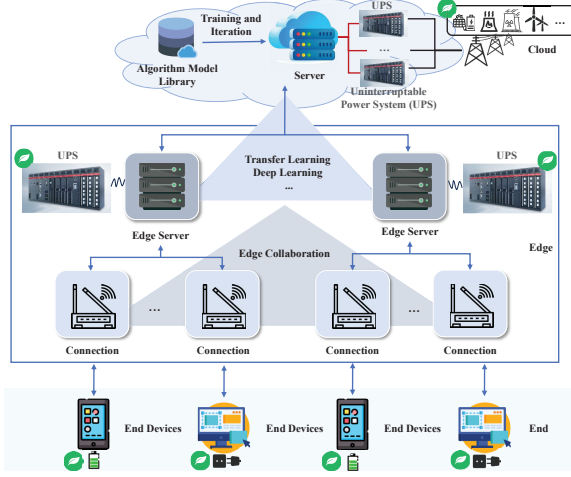 Training and
Iteration
UPS
...
Cloud
Algorithm Model
Library
Server
...
Uninterruptable
Power System (UPS)
UPS
Transfer Learning
Deep Learning
...
UPS
Edge Server
Edge Server
Edge
Edge Collaboration
...
...
Connection
Connection
Connection
Connection
End Devices
End Devices
End Devices
End